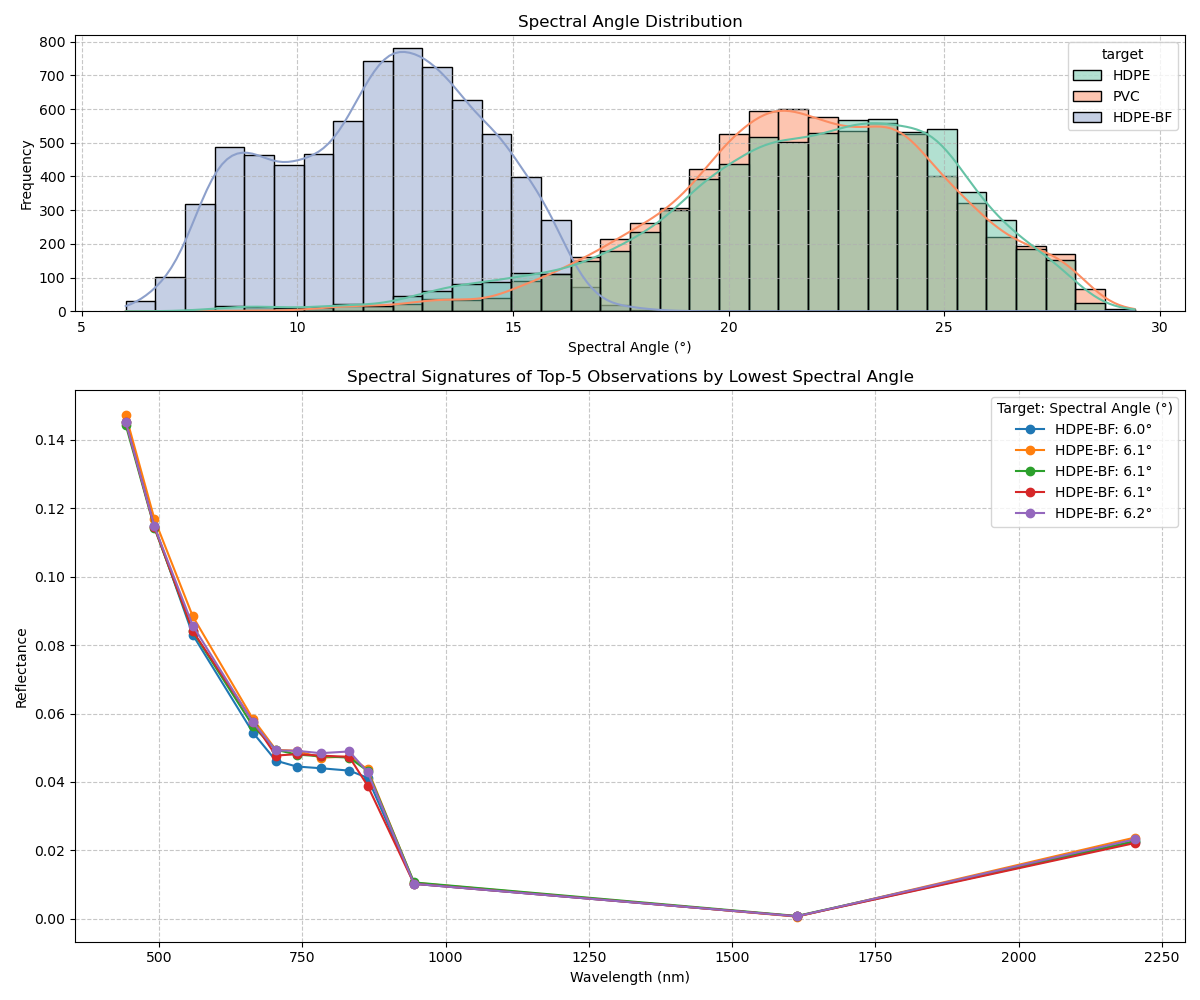 Spectral Angle Distribution
800
700
600
500
400
300
200
100
0
Frequency
5
10
15
20
25
30
Spectral Angle (°)
target
HDPE
PVC
HDPE-BF
Spectral Signatures of Top-5 Observations by Lowest Spectral Angle
0.14
0.12
0.10
0.08
0.06
0.04
0.02
0.00
Reflectance
500
750
1000
1250
1500
1750
2000
2250
Wavelength (nm)
Target: Spectral Angle (°)
HDPE-BF: 6.0°
HDPE-BF: 6.1°
HDPE-BF: 6.1°
HDPE-BF: 6.1°
HDPE-BF: 6.2°